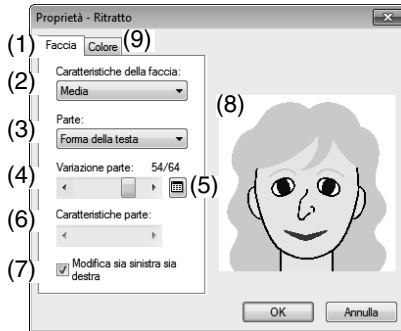 Proprietà - Ritratto
(1) Faccia Colore (9)
(2) Caratteristiche della faccia:
Media
(3) Parte:
Forma della testa
(4) Variazione parte: 54/64 (5)
(6) Caratteristiche parte:
(7) Modifica sia sinistra sia
destra
(8)
OK Annulla